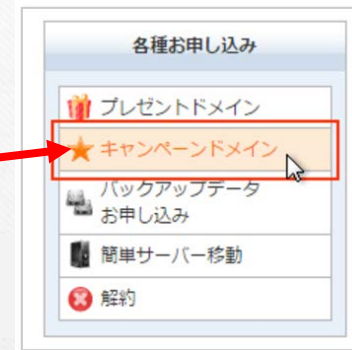 各種お申し込み
プレゼントドメイン
キャンペーンドメイン
バックアップデータ
お申し込み
簡単サーバー移動
解約